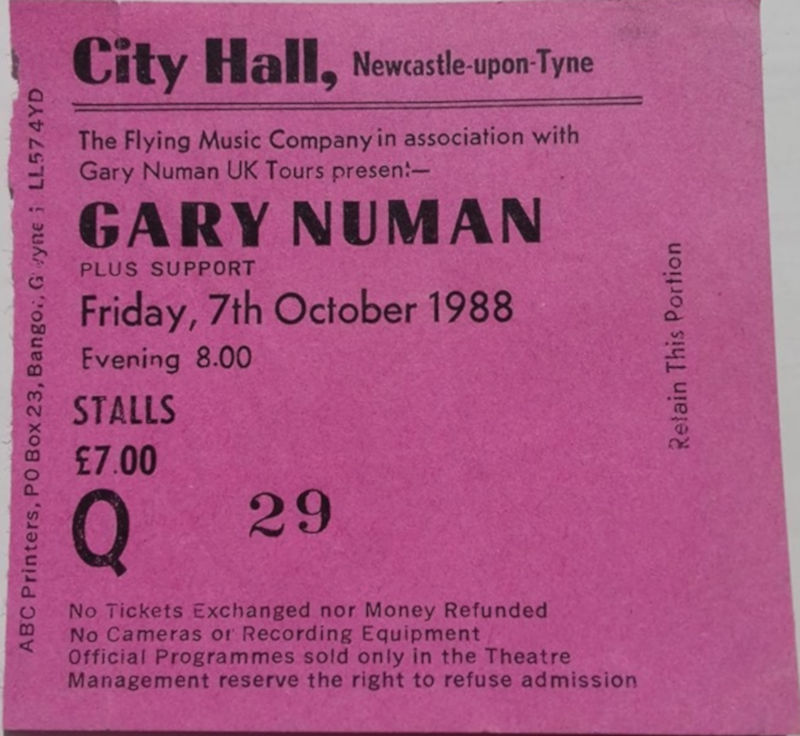 City Hall, Newcastle-upon-Tyne
The Flying Music Company in association with
Gary Numan UK Tours present:—
GARY NUMAN
PLUS SUPPORT
Friday, 7th October 1988
Evening 8.00
STALLS
£7.00
Q 29
No Tickets Exchanged nor Money Refunded
No Cameras or Recording Equipment
Official Programmes sold only in the Theatre
Management reserve the right to refuse admission
Retain This Portion
ABC Printers, PO Box 23, Bangor, LL57 4YD